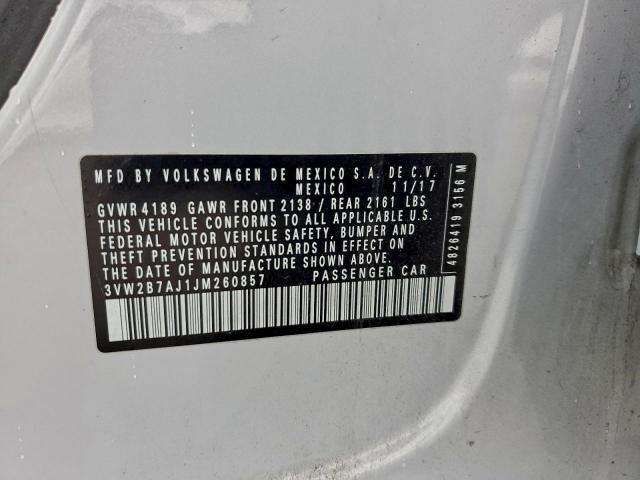 MFD BY VOLKSWAGEN DE MEXICO S.A. DE C.V.
MEXICO 11/17
GVWR 4189 GAWR FRONT 2138 / REAR 2161 LBS
THIS VEHICLE CONFORMS TO ALL APPLICABLE U.S.
FEDERAL MOTOR VEHICLE SAFETY, BUMPER AND
THEFT PREVENTION STANDARDS IN EFFECT ON
THE DATE OF MANUFACTURE SHOWN ABOVE.
3VW2B7AJ1JM260857 PASSENGER CAR
4826419 3156 M